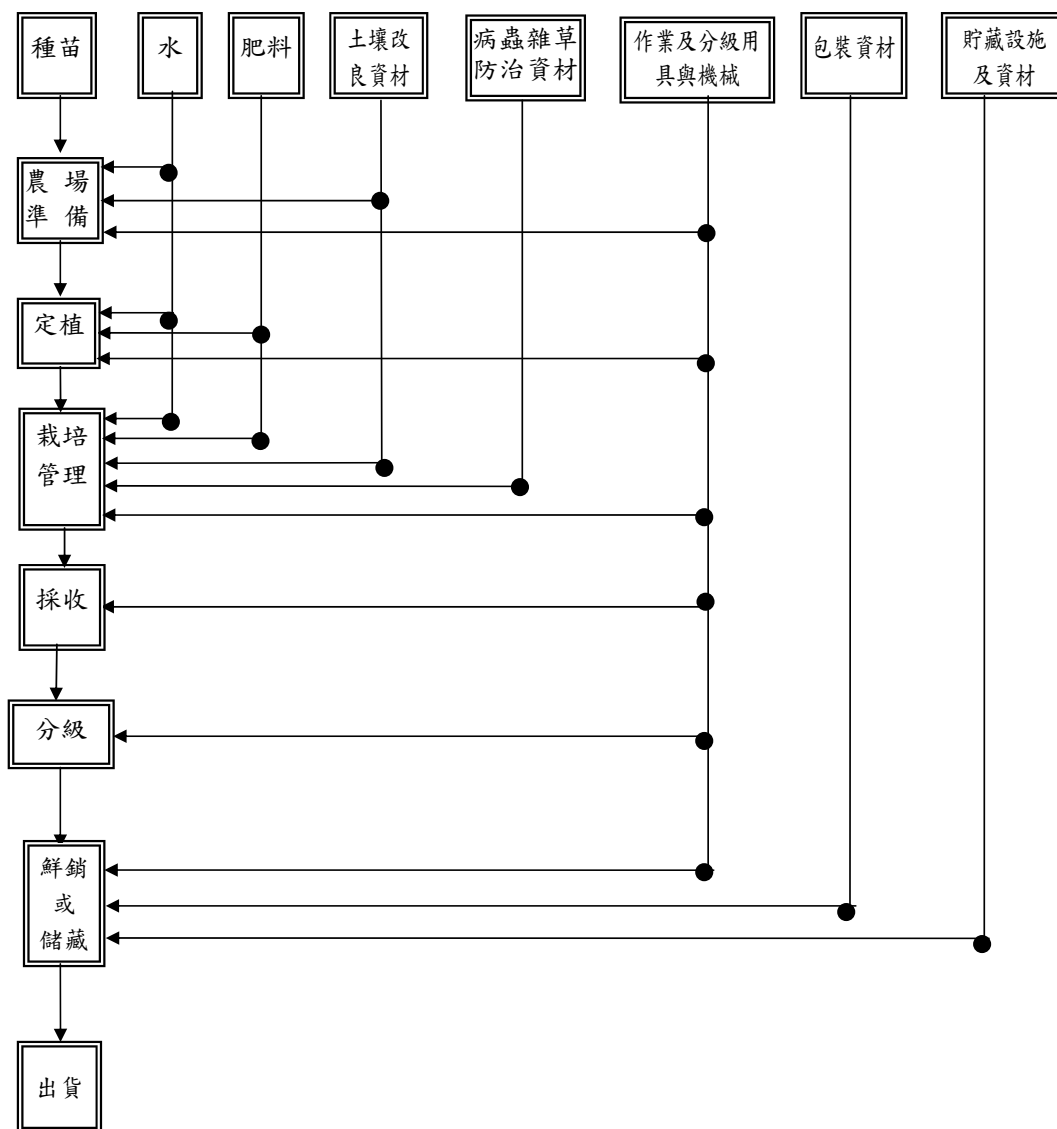 種苗
水
肥料
土壤改
良資材
病蟲雜草
防治資材
作業及分級用
具與機械
包裝資材
貯藏設施
及資材
農 場
準 備
定植
栽培
管理
採收
分級
鮮銷
或
儲藏
出貨